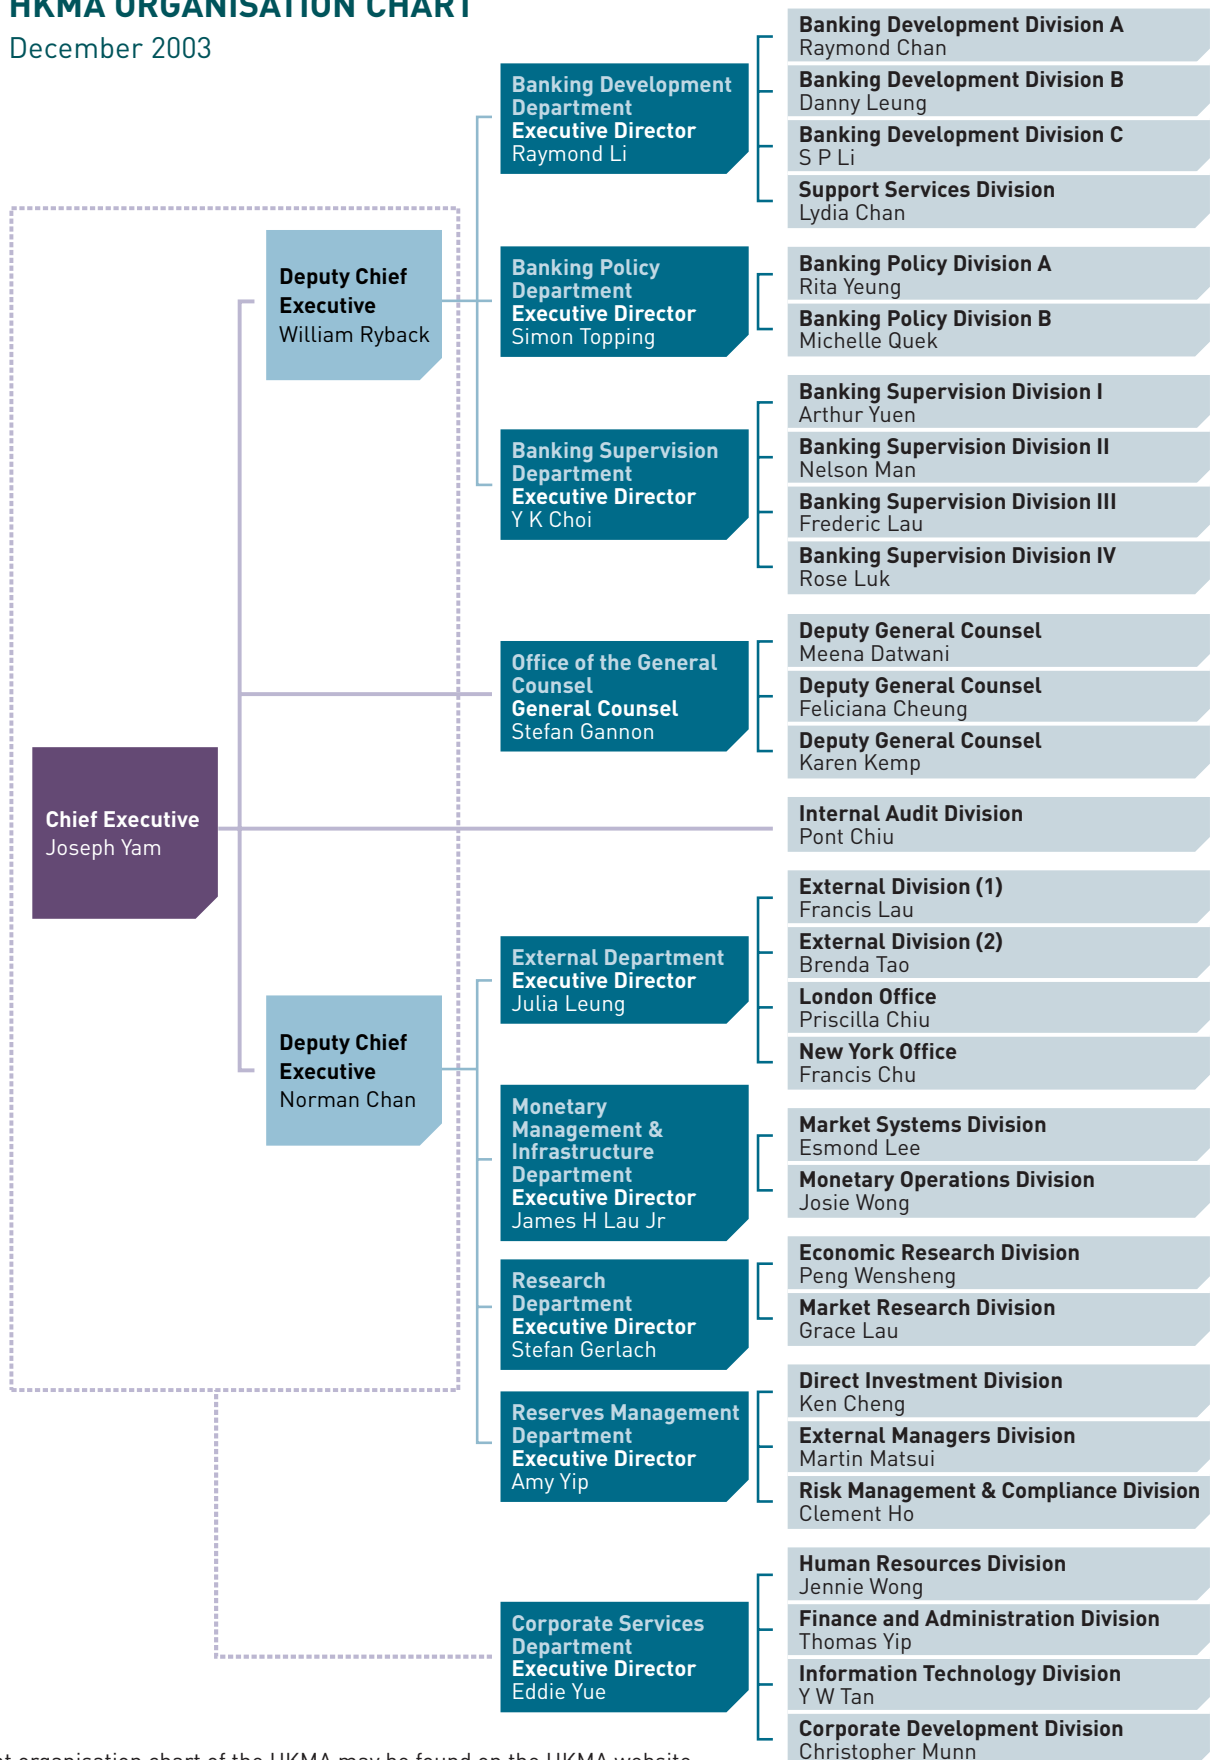 HKMA ORGANISATION CHART
December 2003
Chief Executive
Joseph Yam
Deputy Chief
Executive
William Ryback
Banking Development
Department
Executive Director
Raymond Li
Banking Development Division A
Raymond Chan
Banking Development Division B
Danny Leung
Banking Development Division C
S P Li
Support Services Division
Lydia Chan
Banking Policy
Department
Executive Director
Simon Topping
Banking Policy Division A
Rita Yeung
Banking Policy Division B
Michelle Quek
Banking Supervision
Department
Executive Director
Y K Choi
Banking Supervision Division I
Arthur Yuen
Banking Supervision Division II
Nelson Man
Banking Supervision Division III
Frederic Lau
Banking Supervision Division IV
Rose Luk
Office of the General
Counsel
General Counsel
Stefan Gannon
Deputy General Counsel
Meena Datwani
Deputy General Counsel
Feliciana Cheung
Deputy General Counsel
Karen Kemp
Internal Audit Division
Pont Chiu
Deputy Chief
Executive
Norman Chan
External Department
Executive Director
Julia Leung
External Division (1)
Francis Lau
External Division (2)
Brenda Tao
London Office
Priscilla Chiu
New York Office
Francis Chu
Monetary
Management &
Infrastructure
Department
Executive Director
James H Lau Jr
Market Systems Division
Esmond Lee
Monetary Operations Division
Josie Wong
Research
Department
Executive Director
Stefan Gerlach
Economic Research Division
Peng Wensheng
Market Research Division
Grace Lau
Reserves Management
Department
Executive Director
Amy Yip
Direct Investment Division
Ken Cheng
External Managers Division
Martin Matsui
Risk Management & Compliance Division
Clement Ho
Corporate Services
Department
Executive Director
Eddie Yue
Human Resources Division
Jennie Wong
Finance and Administration Division
Thomas Yip
Information Technology Division
Y W Tan
Corporate Development Division
Christopher Munn
organisation chart of the HKMA may be found on the HKMA website